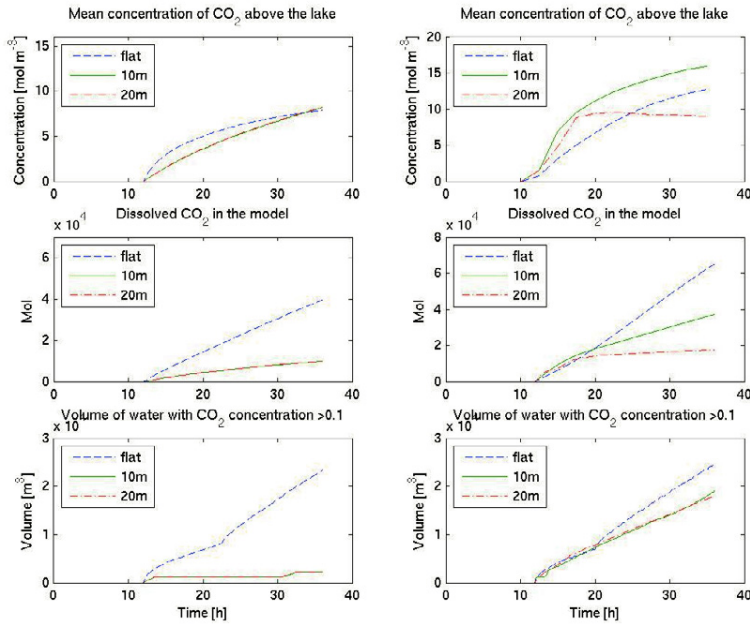 Mean concentration of CO2 above the lake
Concentration [mol m-3]
15
10
5
0
flat
10m
20m
0 10 20 30 40
Mean concentration of CO2 above the lake
Concentration [mol m-3]
20
15
10
5
0
flat
10m
20m
0 10 20 30 40
x 10^4
Dissolved CO2 in the model
Mol
6
4
2
0
flat
10m
20m
0 10 20 30 40
x 10^4
Dissolved CO2 in the model
Mol
8
6
4
2
0
flat
10m
20m
0 10 20 30 40
x 10
Volume of water with CO2 concentration >0.1
Volume [m3]
3
2
1
0
flat
10m
20m
0 10 20 30 40
Time [h]
x 10
Volume of water with CO2 concentration >0.1
Volume [m3]
3
2
1
0
flat
10m
20m
0 10 20 30 40
Time [h]